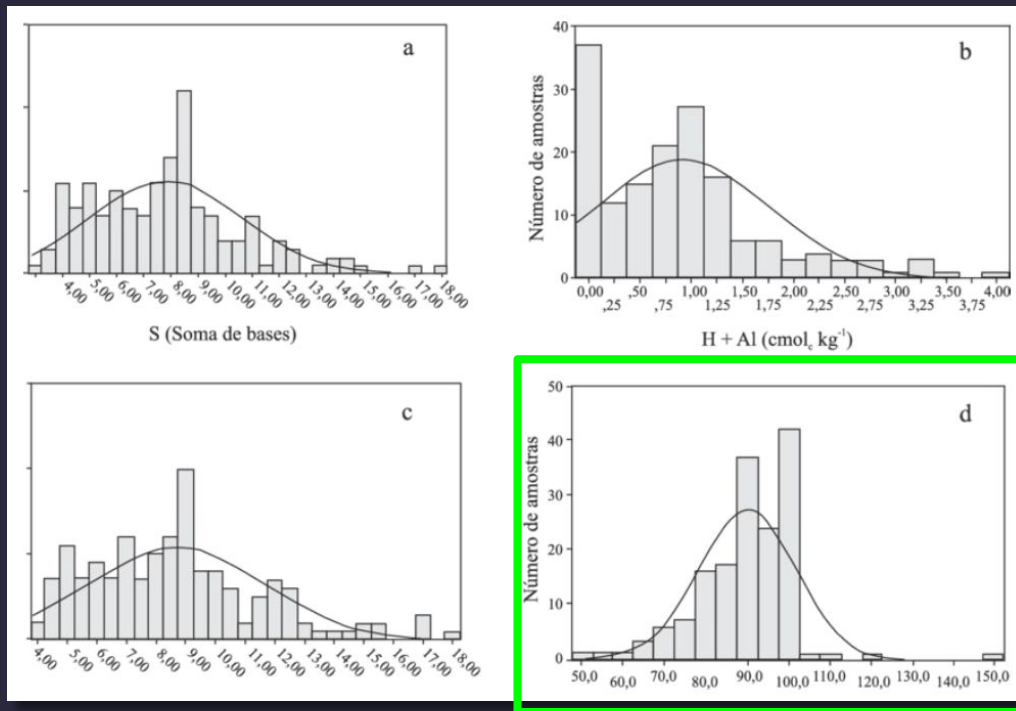 a
4,00 5,00 6,00 7,00 8,00 9,00 10,00 11,00 12,00 13,00 14,00 15,00 16,00 17,00 18,00
S (Soma de bases)
b
Número de amostras
40
30
20
10
0
0,00 ,50 1,00 1,50 2,00 2,50 3,00 3,50 4,00
,25 ,75 1,25 1,75 2,25 2,75 3,25 3,75
H + Al (cmolc kg-1)
c
4,00 5,00 6,00 7,00 8,00 9,00 10,00 11,00 12,00 13,00 14,00 15,00 16,00 17,00 18,00
d
Número de amostras
50
40
30
20
10
0
50,0 70,0 90,0 110,0 130,0 150,0
60,0 80,0 100,0 120,0 140,0